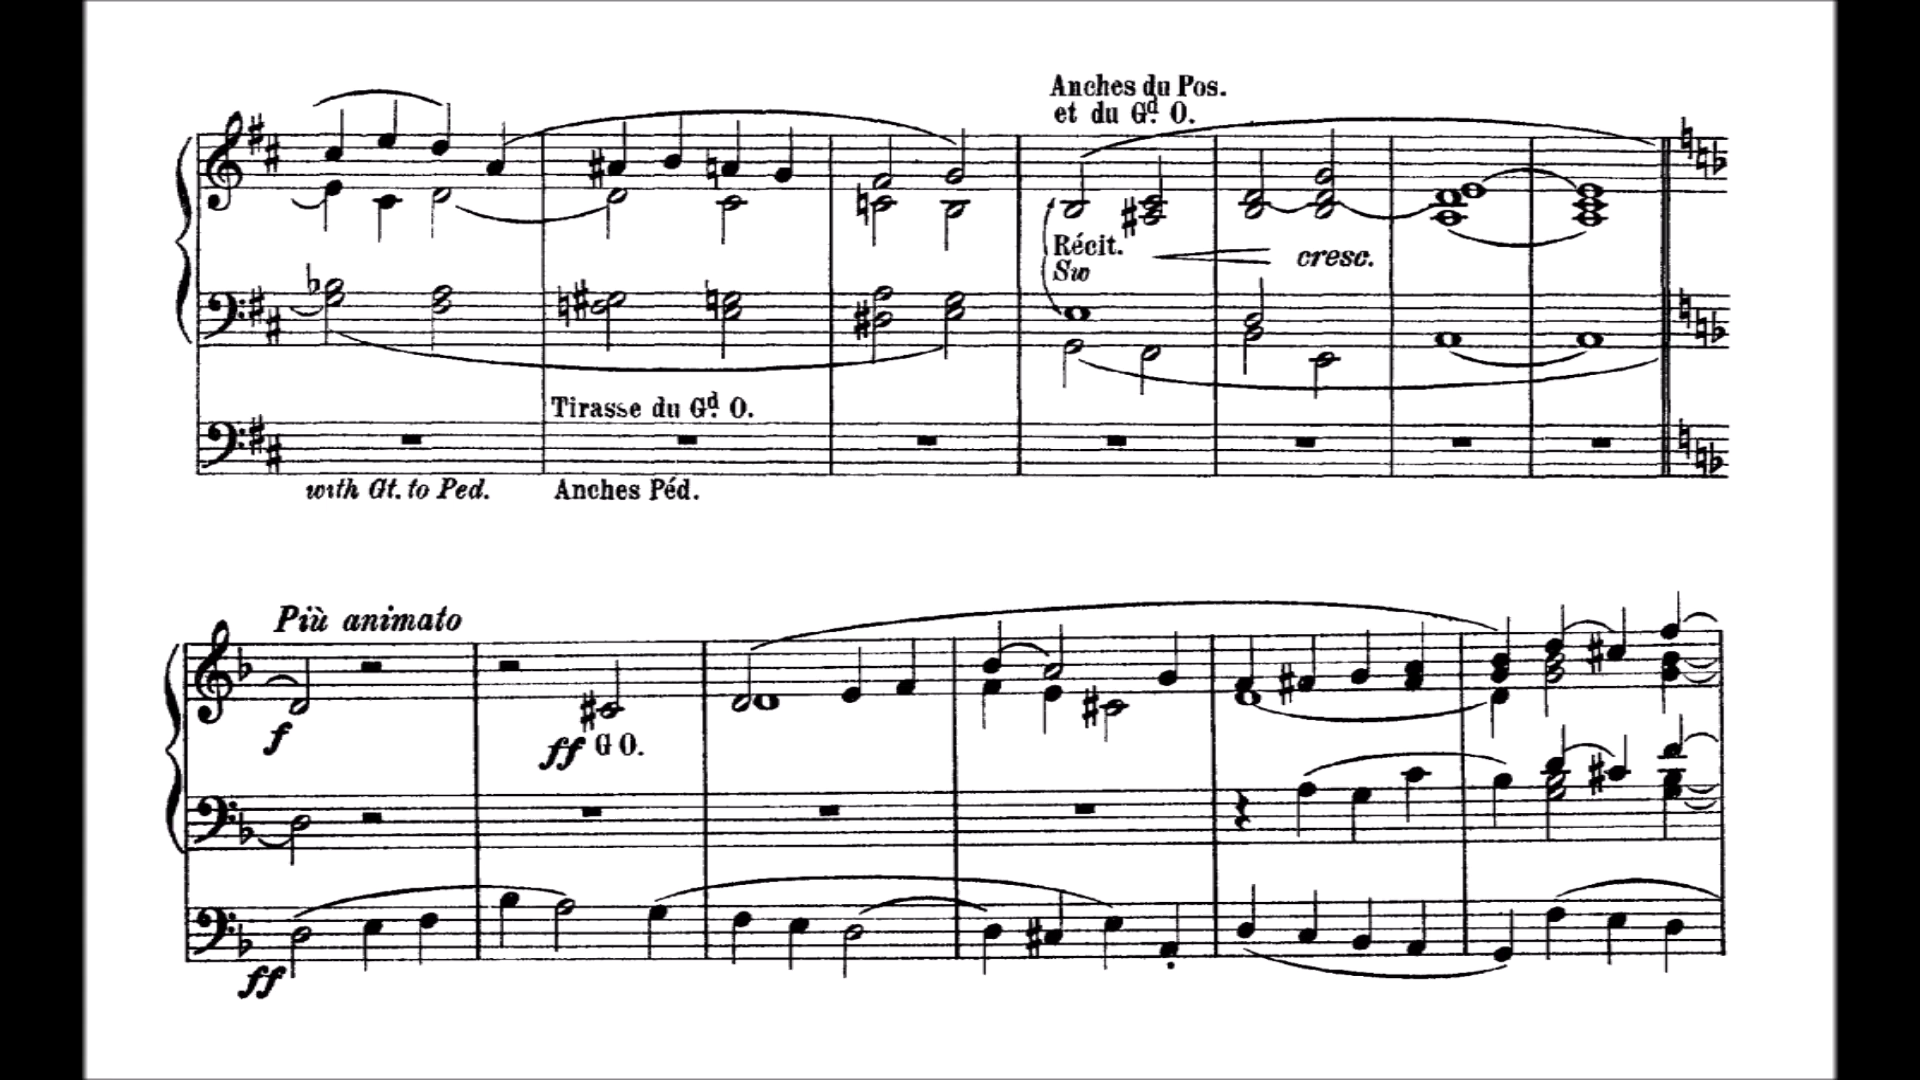 Anches du Pos.
et du Gd. O.
Récit.
Sw
cresc.
Tirasse du Gd. O.
with Gt. to Ped.
Anches Péd.
Più animato
f
ff G O.
ff